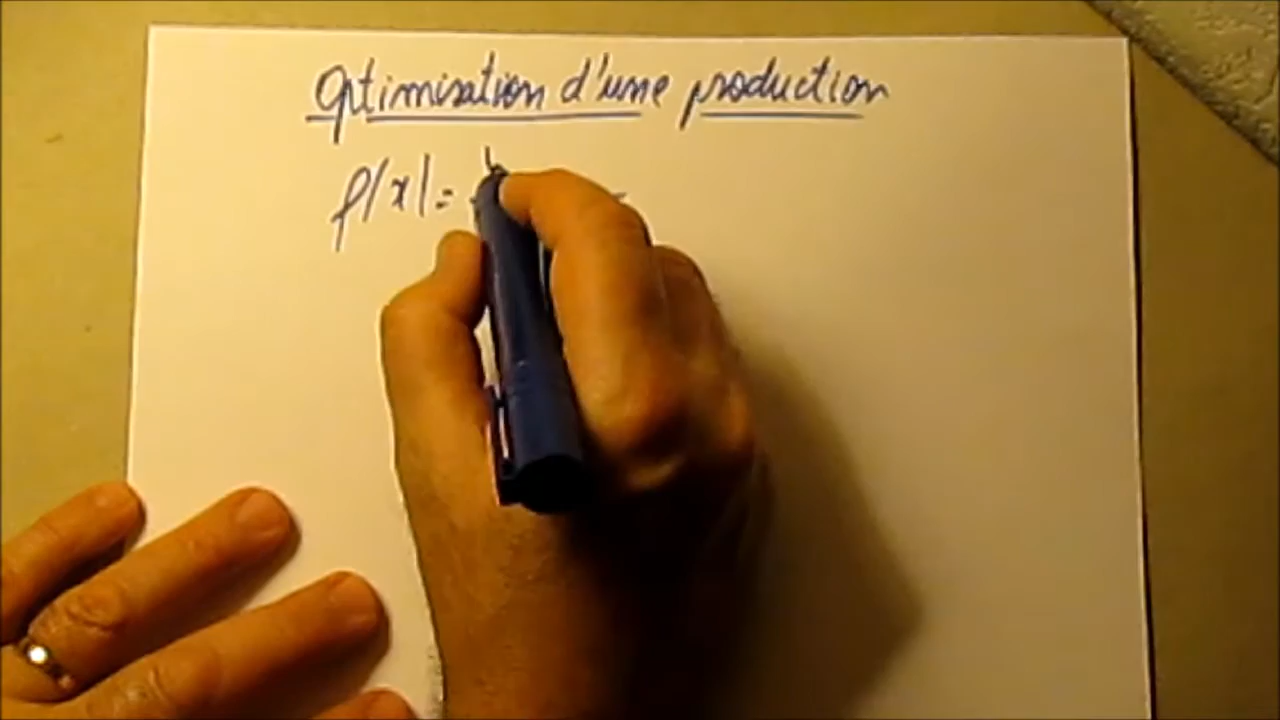 Optimisation d'une production
f(x) =